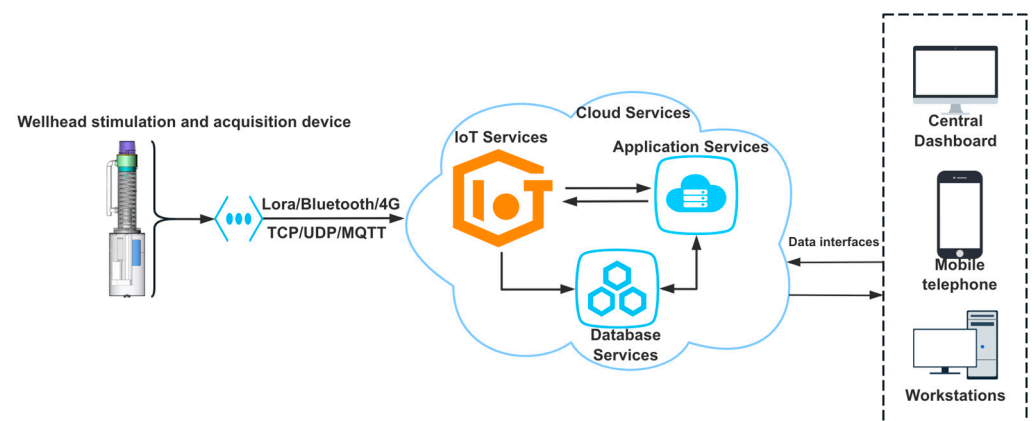 Wellhead stimulation and acquisition device
Lora/Bluetooth/4G
TCP/UDP/MQTT
Cloud Services
IoT Services
IoT
Application Services
Database
Services
Data interfaces
Central
Dashboard
Mobile
telephone
Workstations